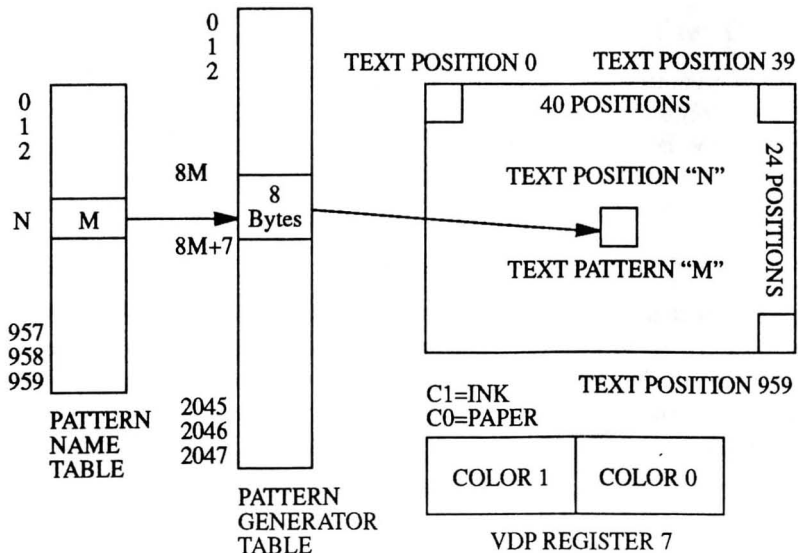 0
1
2
N
957
958
959
M
PATTERN
NAME
TABLE
0
1
2
8M
8M+7
2045
2046
2047
8
Bytes
PATTERN
GENERATOR
TABLE
TEXT POSITION 0
TEXT POSITION 39
40 POSITIONS
24 POSITIONS
TEXT POSITION “N”
TEXT PATTERN “M”
TEXT POSITION 959
C1=INK
C0=PAPER
COLOR 1
COLOR 0
VDP REGISTER 7